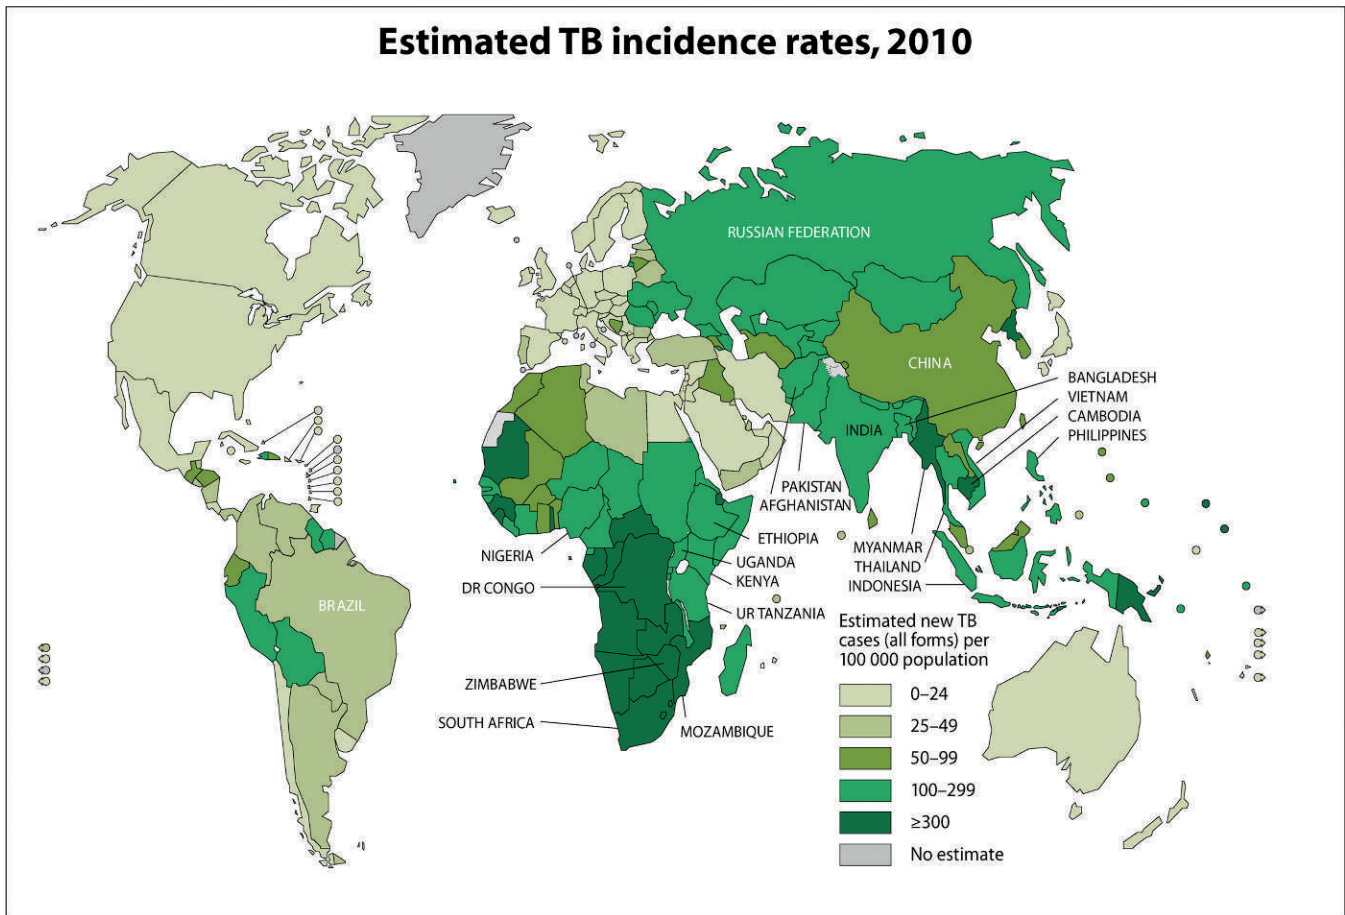 Estimated TB incidence rates, 2010
RUSSIAN FEDERATION
CHINA
BANGLADESH
VIETNAM
CAMBODIA
PHILIPPINES
INDIA
PAKISTAN
AFGHANISTAN
NIGERIA
ETHIOPIA
MYANMAR
THAILAND
INDONESIA
UGANDA
KENYA
DR CONGO
UR TANZANIA
BRAZIL
ZIMBABWE
SOUTH AFRICA
MOZAMBIQUE
Estimated new TB
cases (all forms) per
100 000 population
0–24
25–49
50–99
100–299
≥300
No estimate